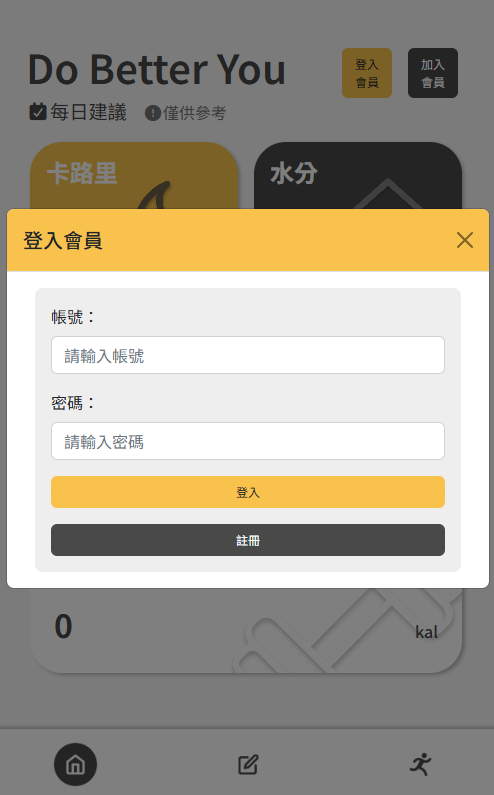 Do Better You
登入
會員
加入
會員
每日建議 僅供參考
卡路里
水分
登入會員
帳號：
請輸入帳號
密碼：
請輸入密碼
登入
註冊
0
kal